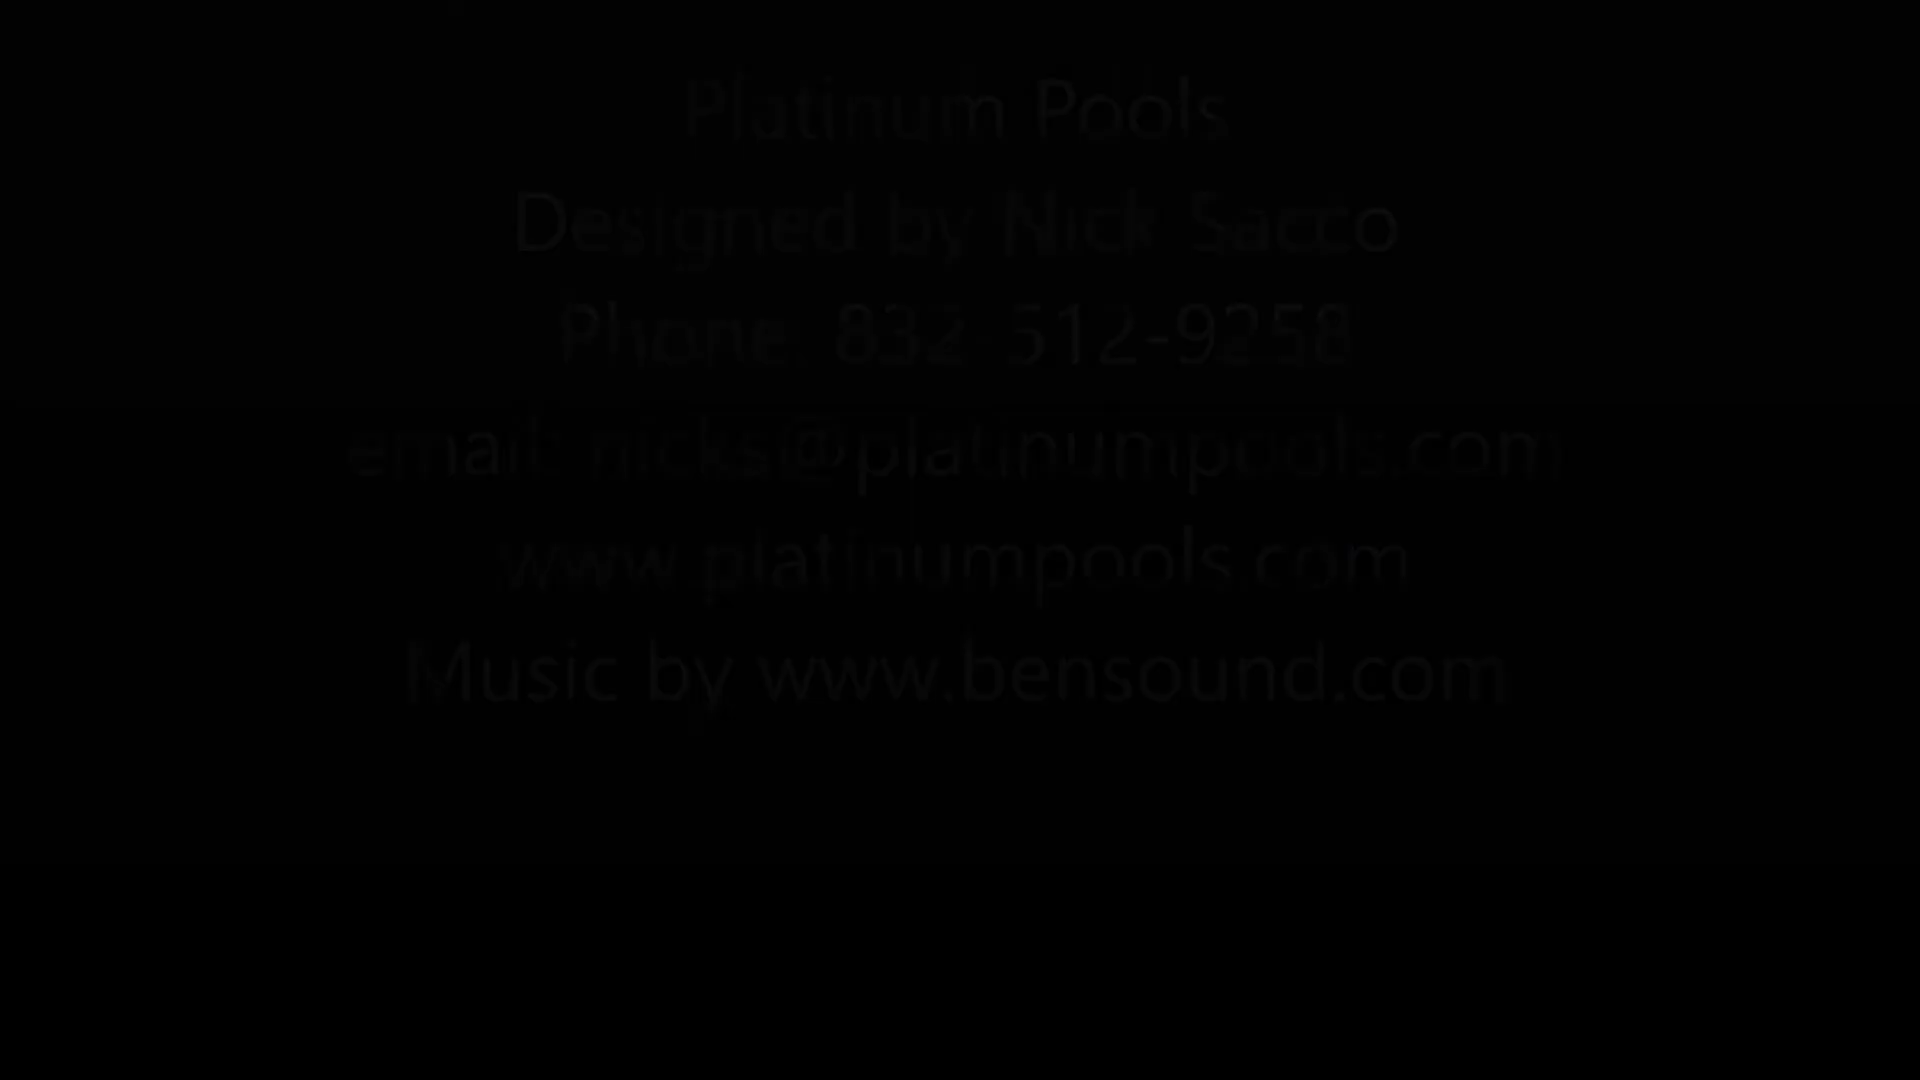 Platinum Pools
Designed by Nick Sacco
Phone: 832-512-9258
email: nicks@platinumpools.com
www.platinumpools.com
Music by www.bensound.com